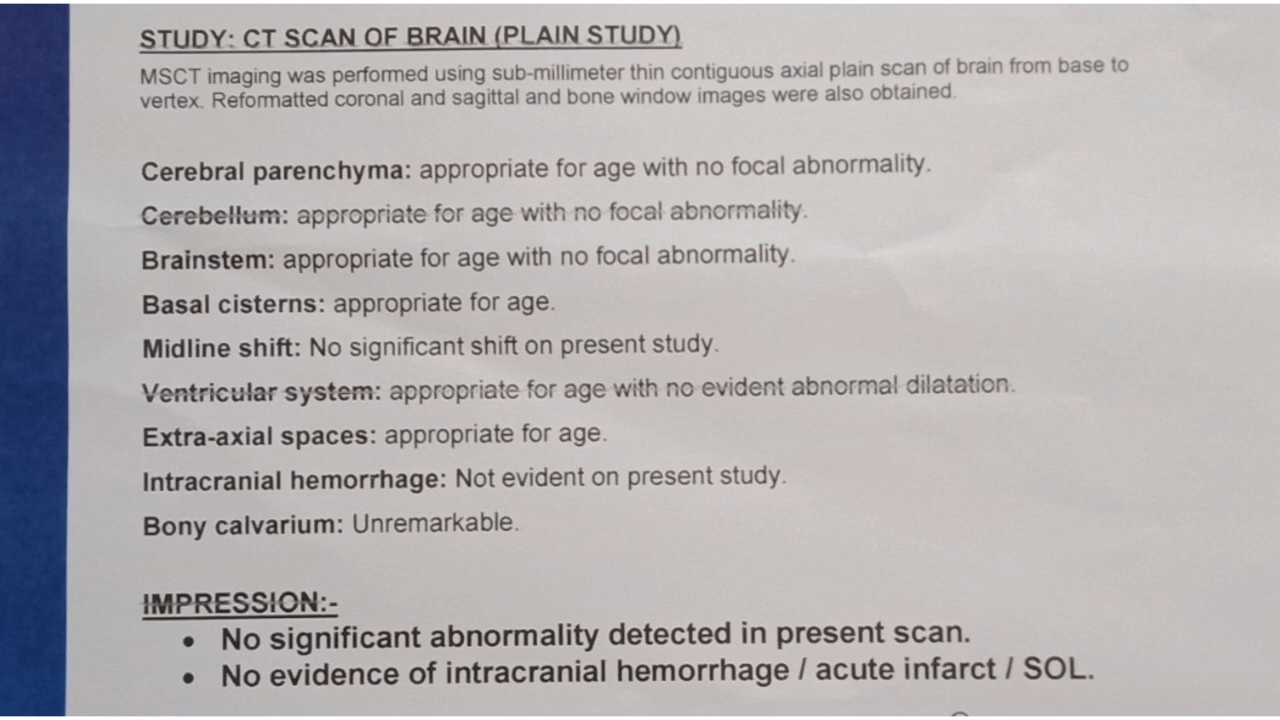 STUDY: CT SCAN OF BRAIN (PLAIN STUDY)
MSCT imaging was performed using sub-millimeter thin contiguous axial plain scan of brain from base to
vertex. Reformatted coronal and sagittal and bone window images were also obtained.
Cerebral parenchyma: appropriate for age with no focal abnormality.
Cerebellum: appropriate for age with no focal abnormality.
Brainstem: appropriate for age with no focal abnormality.
Basal cisterns: appropriate for age.
Midline shift: No significant shift on present study.
Ventricular system: appropriate for age with no evident abnormal dilatation.
Extra-axial spaces: appropriate for age.
Intracranial hemorrhage: Not evident on present study.
Bony calvarium: Unremarkable.
IMPRESSION:-
• No significant abnormality detected in present scan.
• No evidence of intracranial hemorrhage / acute infarct / SOL.